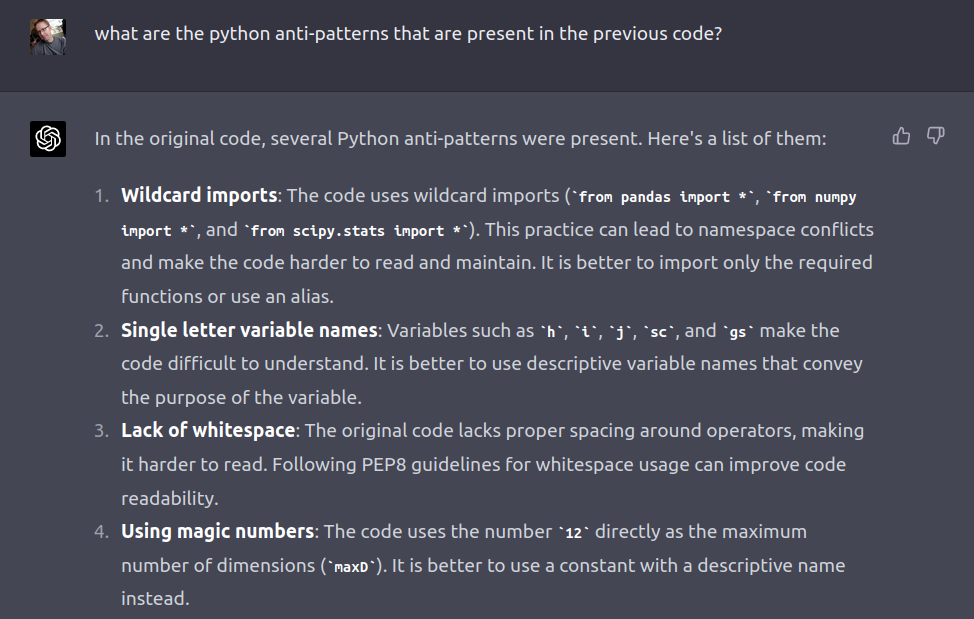 what are the python anti-patterns that are present in the previous code?
In the original code, several Python anti-patterns were present. Here's a list of them:
1. Wildcard imports: The code uses wildcard imports (`from pandas import *`, `from numpy
import *`, and `from scipy.stats import *`). This practice can lead to namespace conflicts
and make the code harder to read and maintain. It is better to import only the required
functions or use an alias.
2. Single letter variable names: Variables such as `h`, `i`, `j`, `sc`, and `gs` make the
code difficult to understand. It is better to use descriptive variable names that convey
the purpose of the variable.
3. Lack of whitespace: The original code lacks proper spacing around operators, making
it harder to read. Following PEP8 guidelines for whitespace usage can improve code
readability.
4. Using magic numbers: The code uses the number `12` directly as the maximum
number of dimensions (`maxD`). It is better to use a constant with a descriptive name
instead.